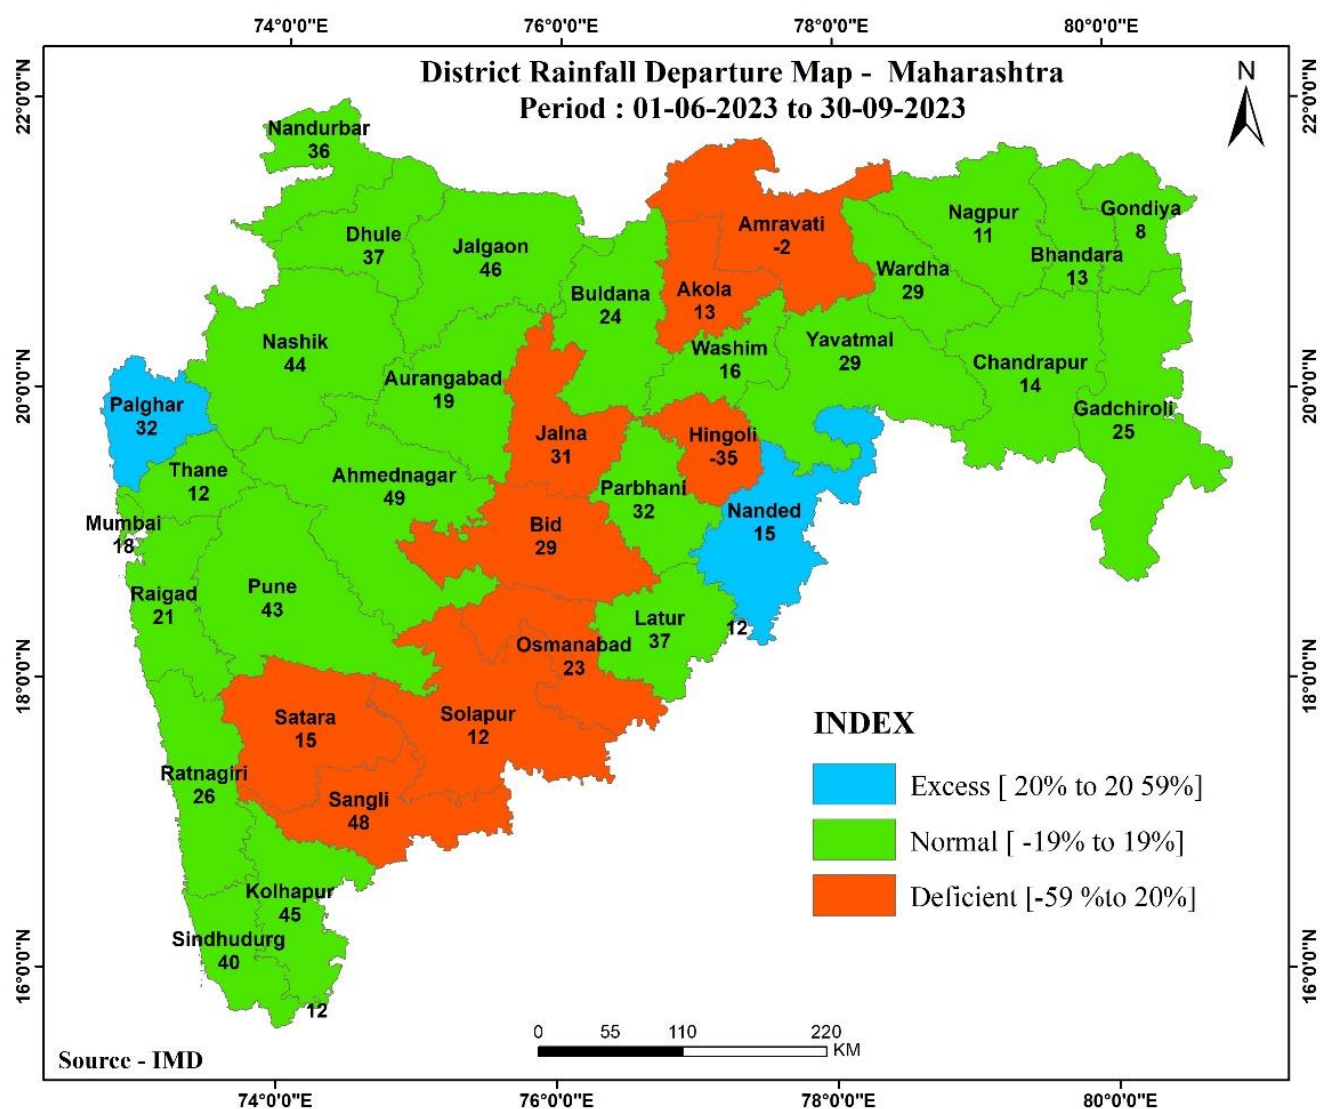 74°0'0"E 76°0'0"E 78°0'0"E 80°0'0"E
District Rainfall Departure Map - Maharashtra
Period : 01-06-2023 to 30-09-2023
N
22°0'0"N
22°0'0"N
Nandurbar
36
Dhule
37
Jalgaon
46
Buldana
24
Akola
13
Amravati
-2
Wardha
29
Nagpur
11
Bhandara
13
Gondiya
8
Nashik
44
Aurangabad
19
Washim
16
Yavatmal
29
Chandrapur
14
Gadchiroli
25
20°0'0"N
20°0'0"N
Palghar
32
Thane
12
Mumbai
18
Ahmednagar
49
Jalna
31
Hingoli
-35
Parbhani
32
Nanded
15
Bid
29
Raigad
21
Pune
43
Latur
37
12
Osmanabad
23
18°0'0"N
18°0'0"N
Satara
15
Solapur
12
Ratnagiri
26
Sangli
48
Kolhapur
45
Sindhudurg
40
12
16°0'0"N
16°0'0"N
INDEX
Excess [ 20% to 20 59%]
Normal [ -19% to 19%]
Deficient [-59 %to 20%]
0 55 110 220
KM
Source - IMD
74°0'0"E 76°0'0"E 78°0'0"E 80°0'0"E